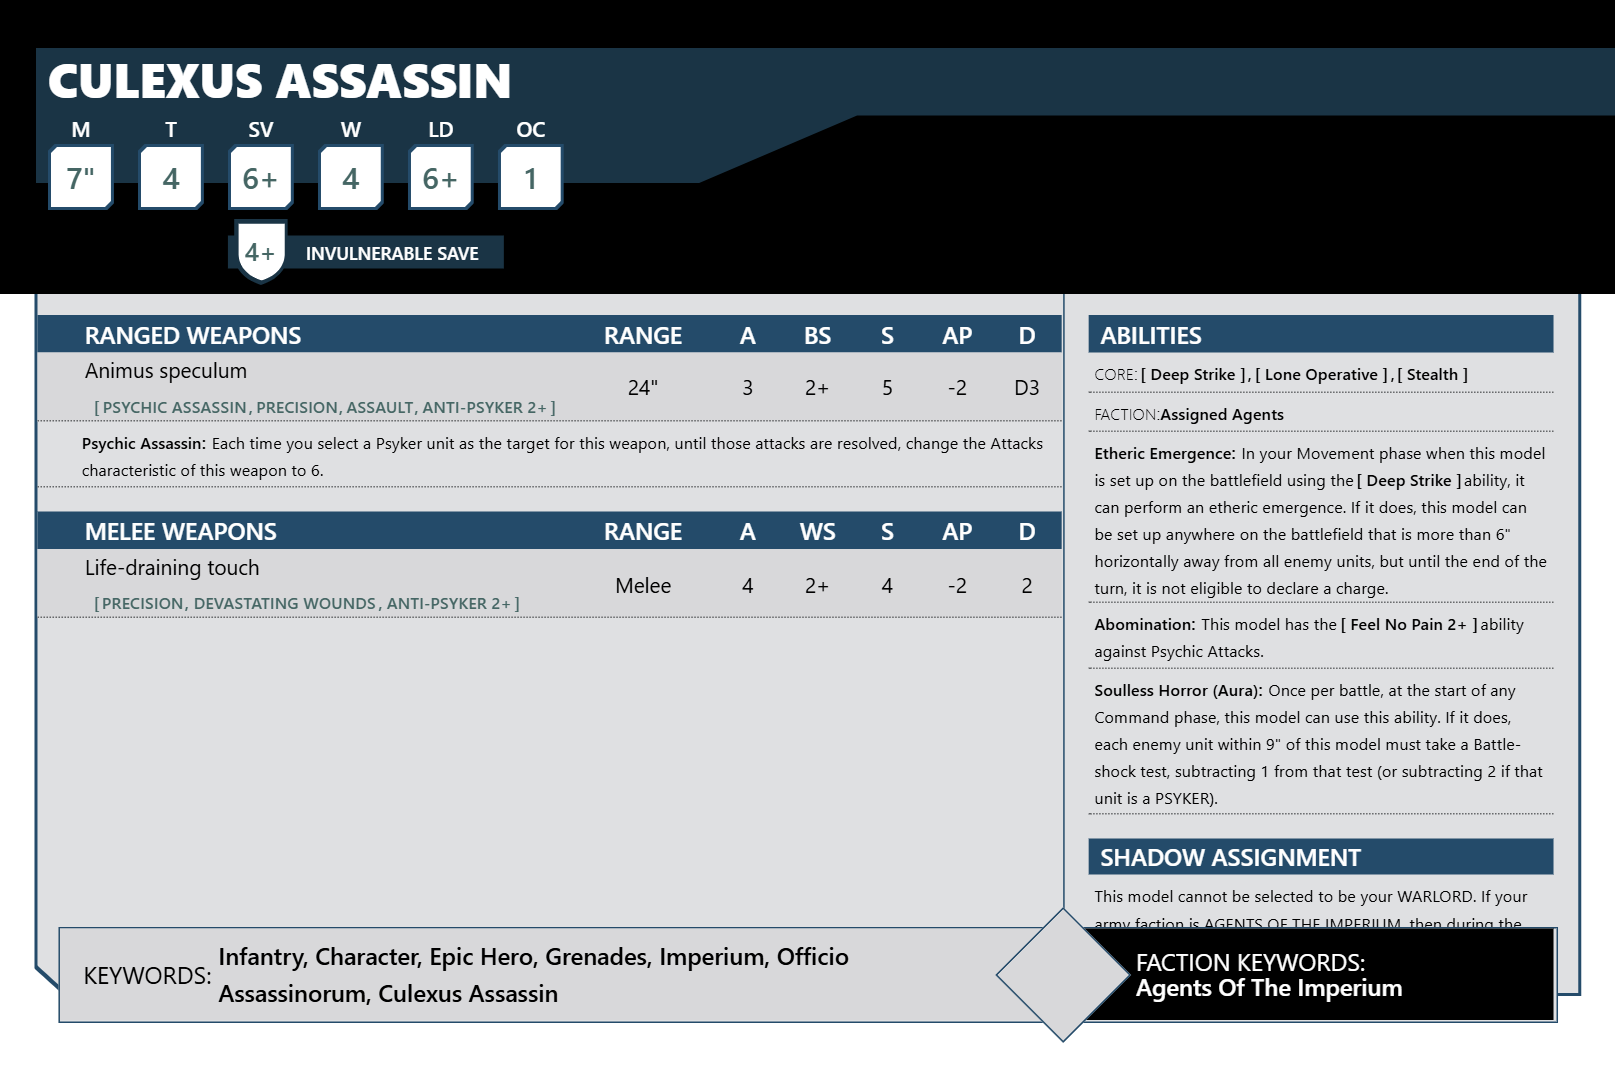 CULEXUS ASSASSIN
M T SV W LD OC
7" 4 6+ 4 6+ 1
4+ INVULNERABLE SAVE
RANGED WEAPONS RANGE A BS S AP D
Animus speculum
[ PSYCHIC ASSASSIN, PRECISION, ASSAULT, ANTI-PSYKER 2+ ]
24" 3 2+ 5 -2 D3
Psychic Assassin: Each time you select a Psyker unit as the target for this weapon, until those attacks are resolved, change the Attacks
characteristic of this weapon to 6.
MELEE WEAPONS RANGE A WS S AP D
Life-draining touch
[ PRECISION, DEVASTATING WOUNDS, ANTI-PSYKER 2+ ]
Melee 4 2+ 4 -2 2
ABILITIES
CORE: [ Deep Strike ], [ Lone Operative ], [ Stealth ]
FACTION:Assigned Agents
Etheric Emergence: In your Movement phase when this model
is set up on the battlefield using the [ Deep Strike ] ability, it
can perform an etheric emergence. If it does, this model can
be set up anywhere on the battlefield that is more than 6"
horizontally away from all enemy units, but until the end of the
turn, it is not eligible to declare a charge.
Abomination: This model has the [ Feel No Pain 2+ ] ability
against Psychic Attacks.
Soulless Horror (Aura): Once per battle, at the start of any
Command phase, this model can use this ability. If it does,
each enemy unit within 9" of this model must take a Battle-
shock test, subtracting 1 from that test (or subtracting 2 if that
unit is a PSYKER).
SHADOW ASSIGNMENT
This model cannot be selected to be your WARLORD. If your
army faction is AGENTS OF THE IMPERIUM, then during the
KEYWORDS: Infantry, Character, Epic Hero, Grenades, Imperium, Officio
Assassinorum, Culexus Assassin
FACTION KEYWORDS:
Agents Of The Imperium